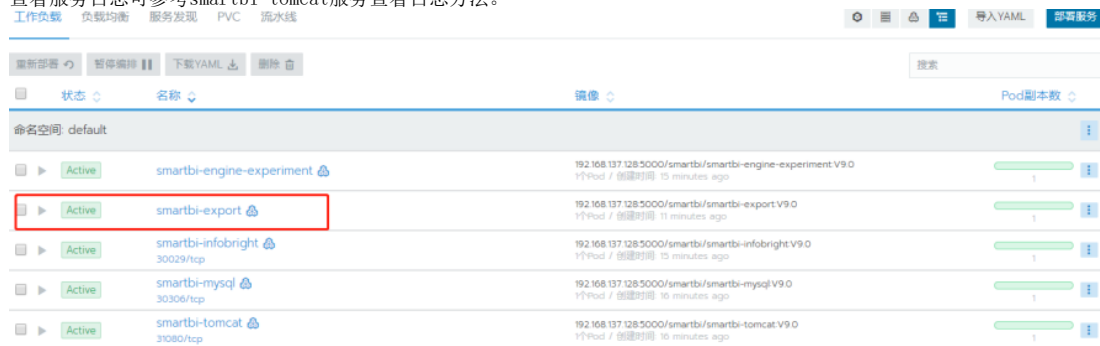 查看服务日志可参考smartbi-tomcat服务查看日志方法。
工作负载 负载均衡 服务发现 PVC 流水线 导入YAML 部署服务
重新部署 暂停编排 下载YAML 删除 搜索
状态 名称 镜像 Pod副本数
命名空间: default
Active smartbi-engine-experiment 192.168.137.128:5000/smartbi/smartbi-engine-experiment:V9.0
1个Pod / 创建时间: 15 minutes ago 1
Active smartbi-export 192.168.137.128:5000/smartbi/smartbi-export:V9.0
1个Pod / 创建时间: 11 minutes ago 1
Active smartbi-infobright 192.168.137.128:5000/smartbi/smartbi-infobright:V9.0
30029/tcp 1个Pod / 创建时间: 15 minutes ago 1
Active smartbi-mysql 192.168.137.128:5000/smartbi/smartbi-mysql:V9.0
30306/tcp 1个Pod / 创建时间: 16 minutes ago 1
Active smartbi-tomcat 192.168.137.128:5000/smartbi/smartbi-tomcat:V9.0
31080/tcp 1个Pod / 创建时间: 16 minutes ago 1